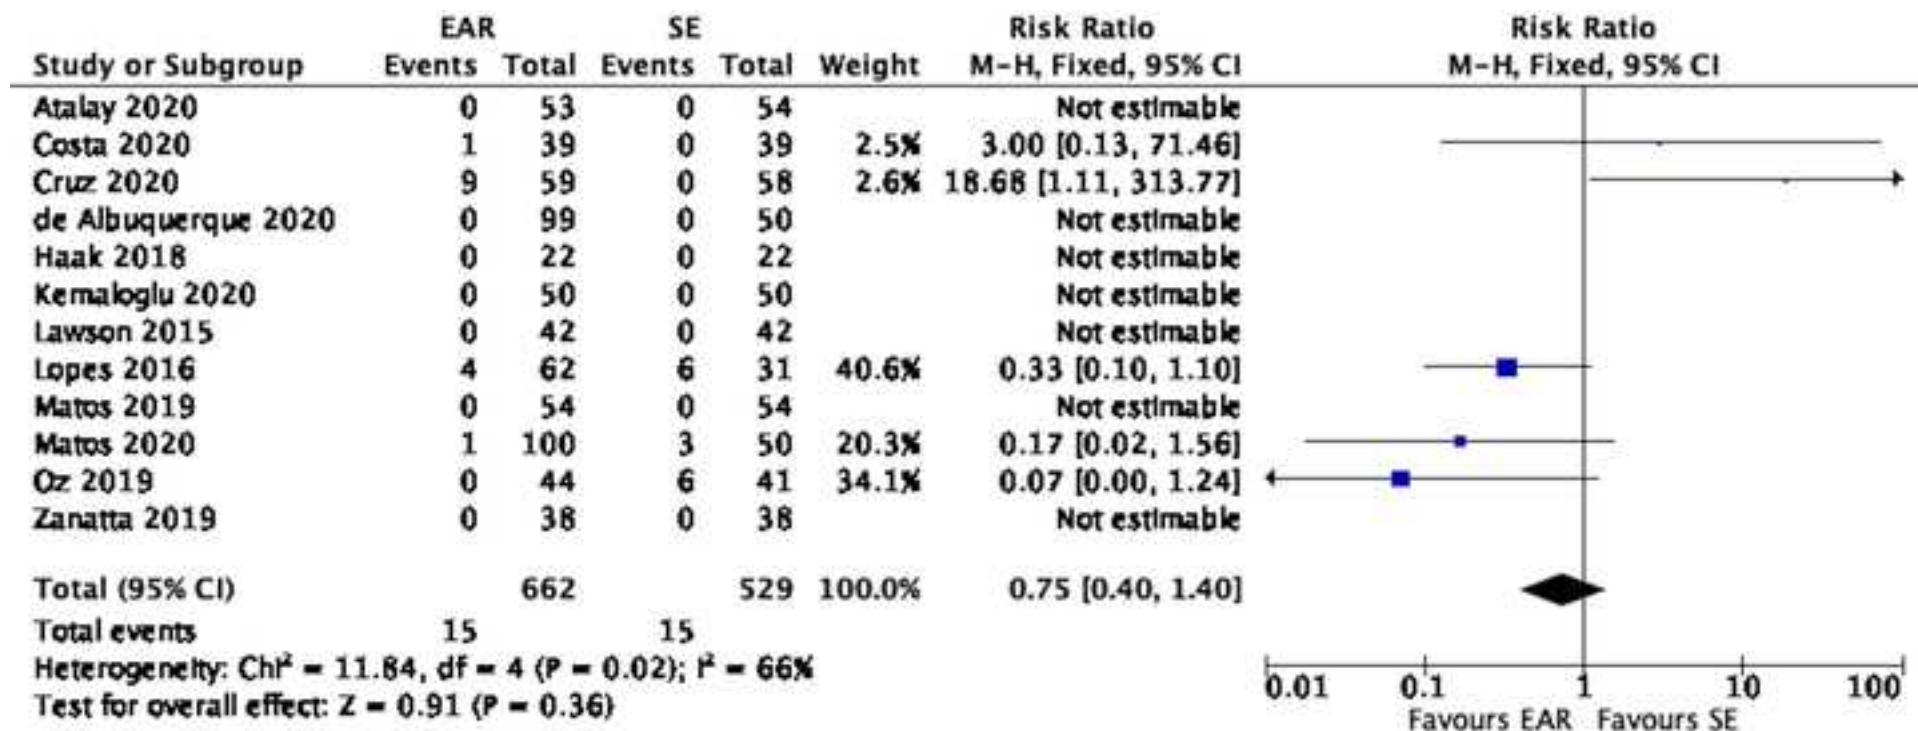 EAR SE Risk Ratio Risk Ratio
Study or Subgroup Events Total Events Total Weight M-H, Fixed, 95% CI M-H, Fixed, 95% CI
Atalay 2020 0 53 0 54 Not estimable
Costa 2020 1 39 0 39 2.5% 3.00 [0.13, 71.46]
Cruz 2020 9 59 0 58 2.6% 18.68 [1.11, 313.77]
de Albuquerque 2020 0 99 0 50 Not estimable
Haak 2018 0 22 0 22 Not estimable
Kemaloglu 2020 0 50 0 50 Not estimable
Lawson 2015 0 42 0 42 Not estimable
Lopes 2016 4 62 6 31 40.6% 0.33 [0.10, 1.10]
Matos 2019 0 54 0 54 Not estimable
Matos 2020 1 100 3 50 20.3% 0.17 [0.02, 1.56]
Oz 2019 0 44 6 41 34.1% 0.07 [0.00, 1.24]
Zanatta 2019 0 38 0 38 Not estimable
Total (95% CI) 662 529 100.0% 0.75 [0.40, 1.40]
Total events 15 15
Heterogeneity: Chi² = 11.84, df = 4 (P = 0.02); I² = 66%
Test for overall effect: Z = 0.91 (P = 0.36)
0.01 0.1 1 10 100
Favours EAR Favours SE